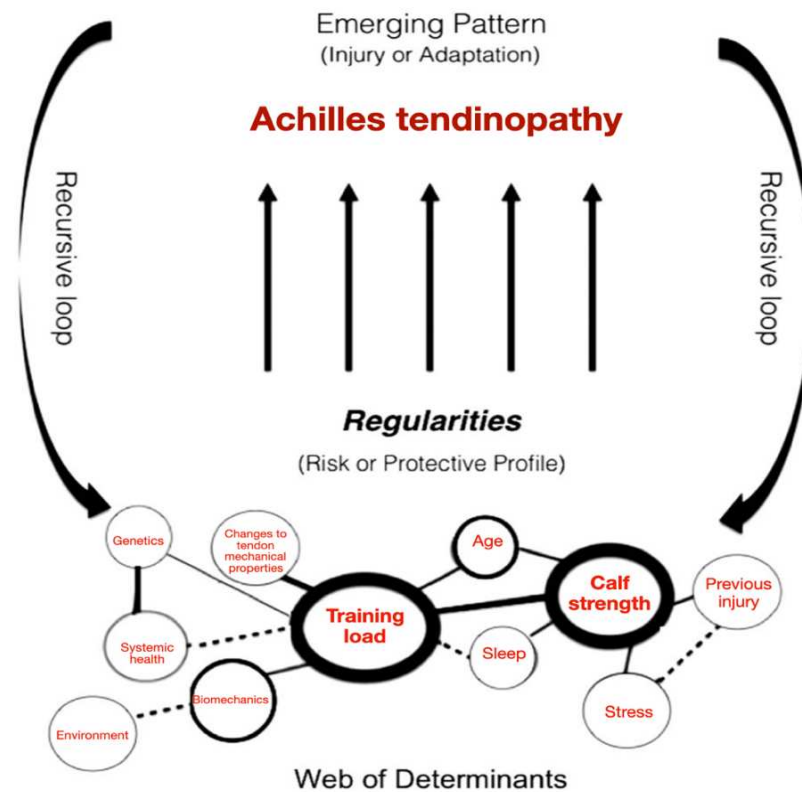 Emerging Pattern
(Injury or Adaptation)
Achilles tendinopathy
Recursive loop
Recursive loop
Regularities
(Risk or Protective Profile)
Genetics
Changes to
tendon
mechanical
properties
Age
Calf
strength
Previous
injury
Training
load
Systemic
health
Sleep
Biomechanics
Stress
Environment
Web of Determinants